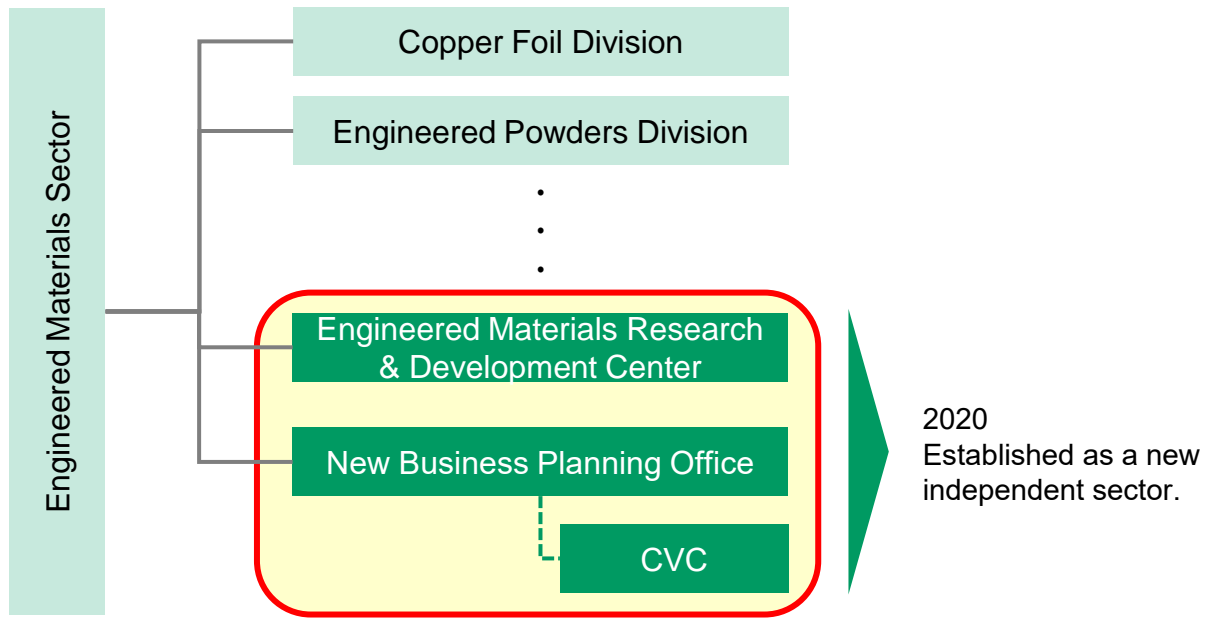 Engineered Materials Sector
Copper Foil Division
Engineered Powders Division
Engineered Materials Research
& Development Center
New Business Planning Office
CVC
2020
Established as a new
independent sector.